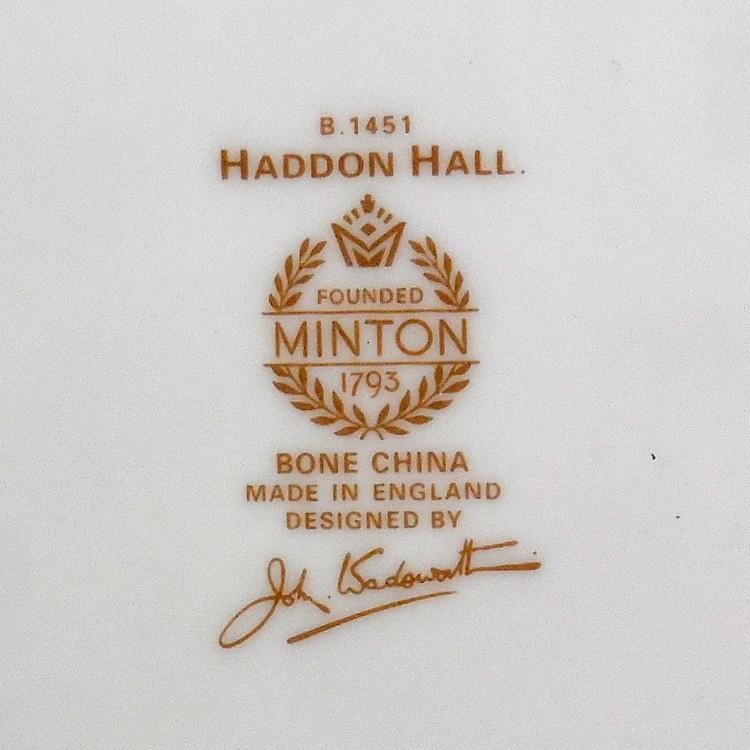 B.1451
HADDON HALL.
FOUNDED
MINTON
1793
BONE CHINA
MADE IN ENGLAND
DESIGNED BY
John Wadsworth